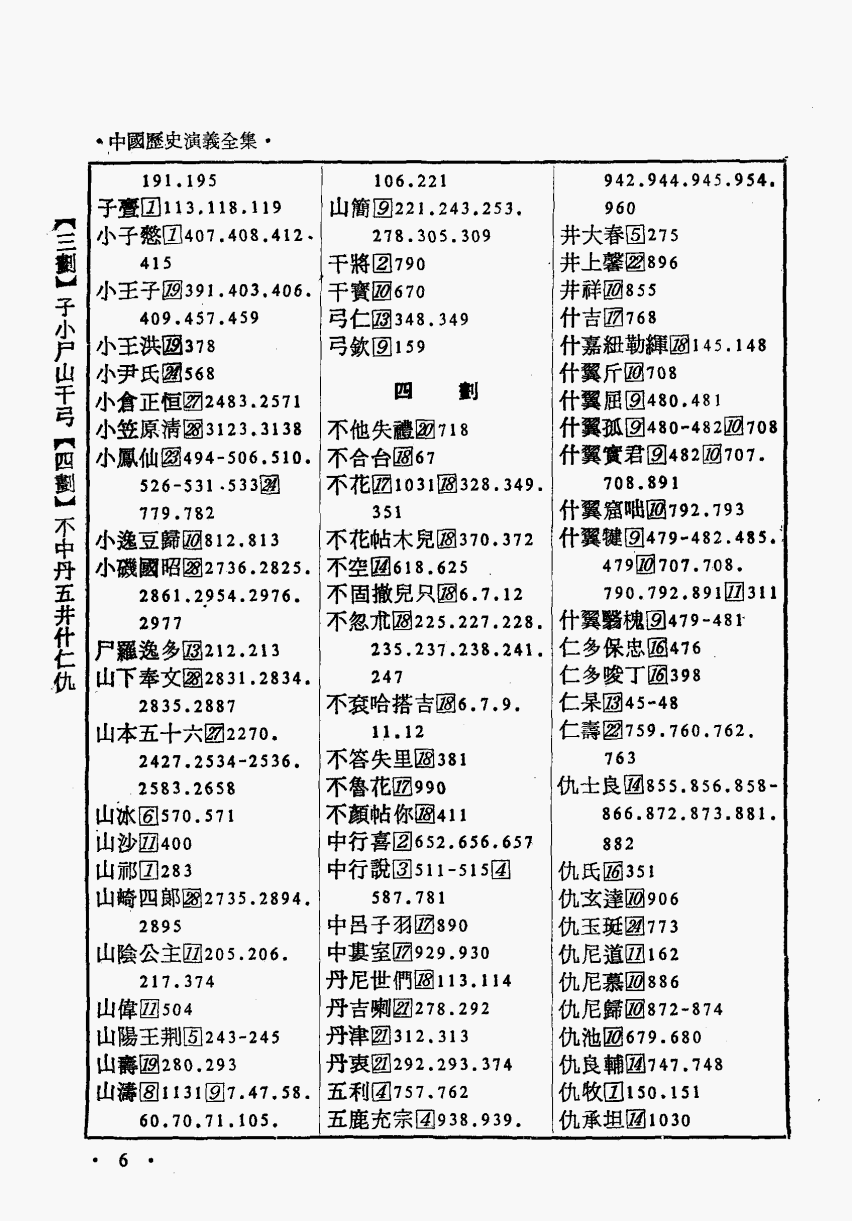 ·中國歷史演義全集·
【三劃】子小尸山干弓【四劃】不中丹五井什仁仇
191.195
子亹①113.118.119
小子憖①407.408.412.
415
小王子⑲391.403.406.
409.457.459
小王洪⑲378
小尹氏㉔568
小倉正恒㉗2483.2571
小笠原清㉘3123.3138
小鳳仙㉓494-506.510.
526-531.533㉔
779.782
小逸豆歸⑩812.813
小磯國昭㉘2736.2825.
2861.2954.2976.
2977
尸羅逸多⑬212.213
山下奉文㉘2831.2834.
2835.2887
山本五十六㉗2270.
2427.2534-2536.
2583.2658
山冰⑥570.571
山沙⑪400
山祁①283
山崎四郎㉘2735.2894.
2895
山陰公主⑪205.206.
217.374
山偉⑪504
山陽王荆⑤243-245
山壽⑲280.293
山濤⑧1131⑨7.47.58.
60.70.71.105.
106.221
山簡⑨221.243.253.
278.305.309
干將②790
干寶⑩670
弓仁⑬348.349
弓欽⑨159
四 劃
不他失禮⑳718
不合台⑱67
不花⑰1031⑱328.349.
351
不花帖木兒⑱370.372
不空⑭618.625
不固撤兒只⑱6.7.12
不忽朮⑱225.227.228.
235.237.238.241.
247
不袞哈搭吉⑱6.7.9.
11.12
不答失里⑱381
不魯花⑰990
不顏帖你⑱411
中行喜②652.656.657
中行說③511-515④
587.781
中呂子羽⑰890
中婁室⑰929.930
丹尼世們⑱113.114
丹吉喇㉑278.292
丹津㉑312.313
丹衷㉑292.293.374
五利④757.762
五鹿充宗④938.939.
942.944.945.954.
960
井大春⑤275
井上馨㉒896
井祥⑩855
什吉⑰768
什嘉紐勒緷⑱145.148
什翼斤⑩708
什翼屈⑨480.481
什翼孤⑨480-482⑩708
什翼寔君⑨482⑩707.
708.891
什翼窟咄⑩792.793
什翼犍⑨479-482.485.
479⑩707.708.
790.792.891⑪311
什翼翳槐⑨479-481
仁多保忠⑯476
仁多唆丁⑯398
仁杲⑬45-48
仁壽㉒759.760.762.
763
仇士良⑭855.856.858-
866.872.873.881.
882
仇氏⑯351
仇玄達⑩906
仇玉珽㉔773
仇尼道⑪162
仇尼慕⑩886
仇尼歸⑩872-874
仇池⑩679.680
仇良輔⑭747.748
仇牧①150.151
仇承坦⑭1030
· 6 ·